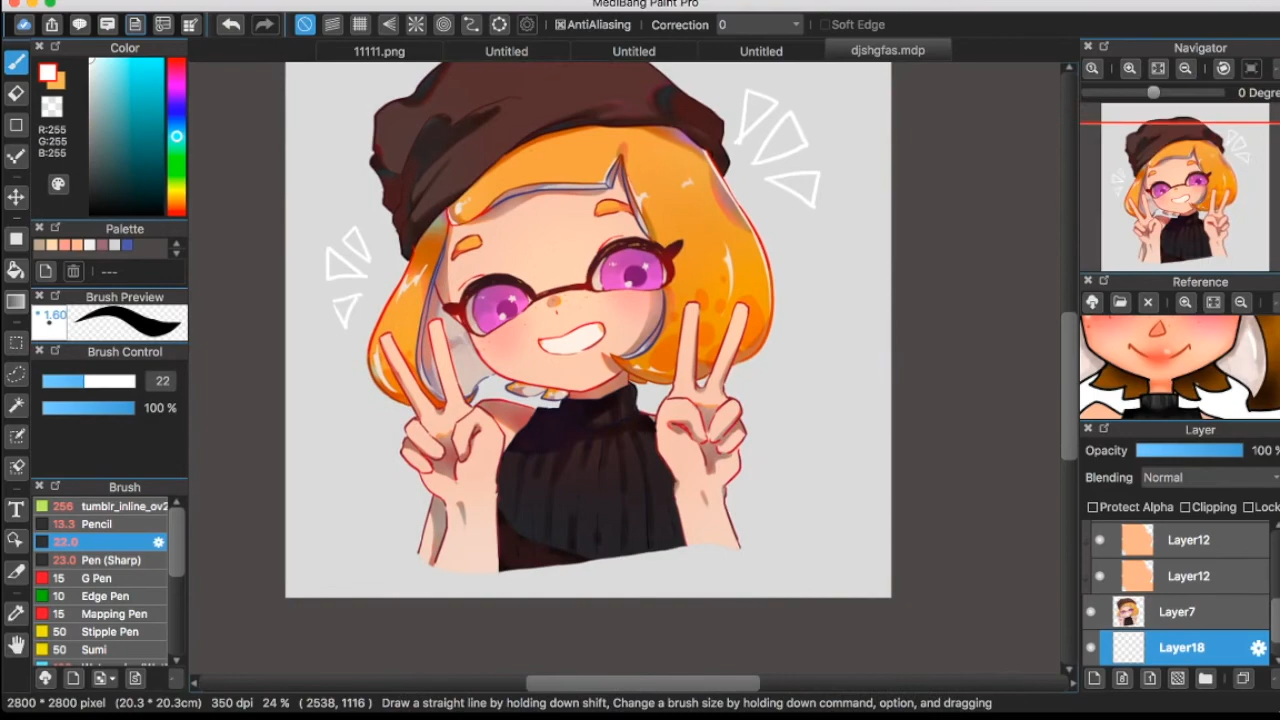 MediBang Paint Pro
AntiAliasing Correction 0 Soft Edge
11111.png Untitled Untitled Untitled djshgfas.mdp
Color
R:255
G:255
B:255
Palette
---
Brush Preview
* 1.60
Brush Control
22
100 %
Brush
256 tumblr_inline_ov2
13.3 Pencil
22.0
23.0 Pen (Sharp)
15 G Pen
10 Edge Pen
15 Mapping Pen
50 Stipple Pen
50 Sumi
Navigator
0 Degre
Reference
Layer
Opacity 100 %
Blending Normal
Protect Alpha Clipping Lock
Layer12
Layer12
Layer7
Layer18
2800 * 2800 pixel (20.3 * 20.3cm) 350 dpi 24 % ( 2538, 1116 ) Draw a straight line by holding down shift, Change a brush size by holding down command, option, and dragging